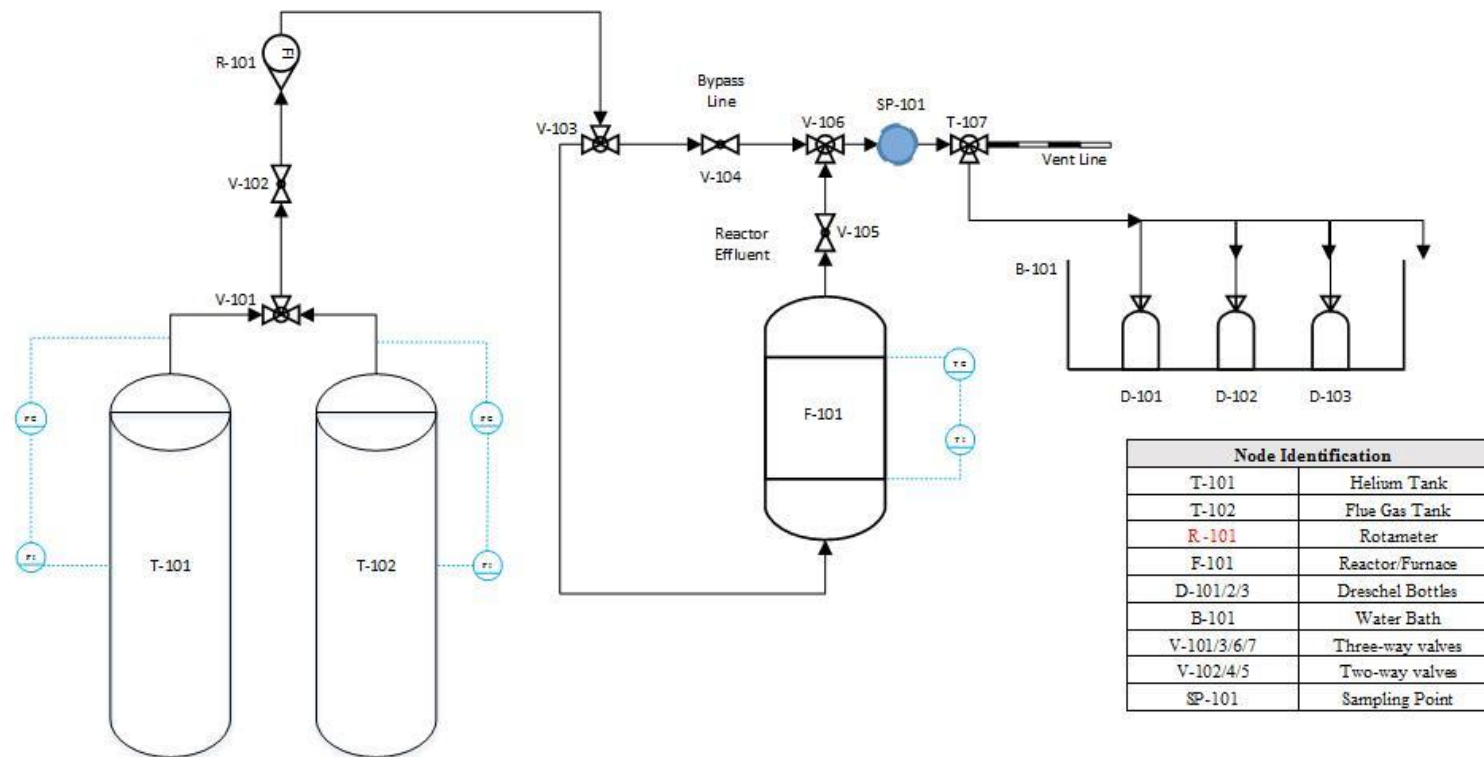 FI
R-101
Bypass
Line
SP-101
V-103
V-106
T-107
Vent Line
V-102
V-104
Reactor
Effluent
V-105
B-101
V-101
F-101
D-101
D-102
D-103
T-101
T-102
Node Identification
T-101 Helium Tank
T-102 Flue Gas Tank
R-101 Rotameter
F-101 Reactor/Furnace
D-101/2/3 Dreschel Bottles
B-101 Water Bath
V-101/3/6/7 Three-way valves
V-102/4/5 Two-way valves
SP-101 Sampling Point